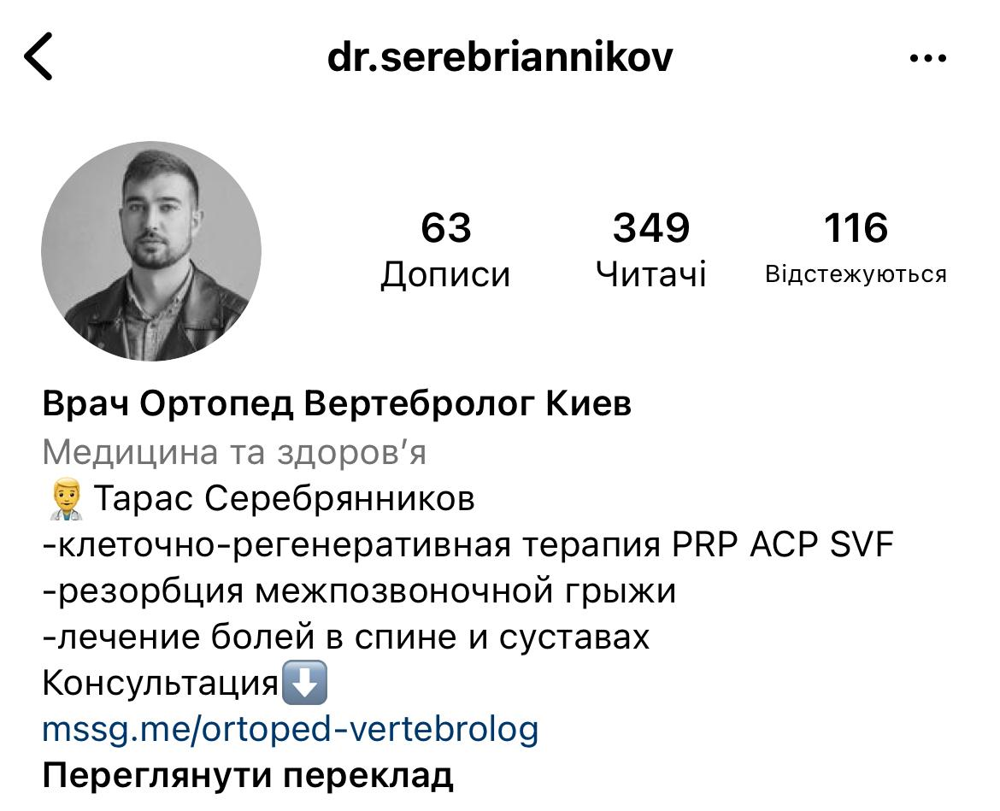 dr.serebriannikov
63 349 116
Дописи Читачі Відстежуються
Врач Ортопед Вертебролог Киев
Медицина та здоров’я
Тарас Серебрянников
-клеточно-регенеративная терапия PRP ACP SVF
-резорбция межпозвоночной грыжи
-лечение болей в спине и суставах
Консультация
mssg.me/ortoped-vertebrolog
Переглянути переклад